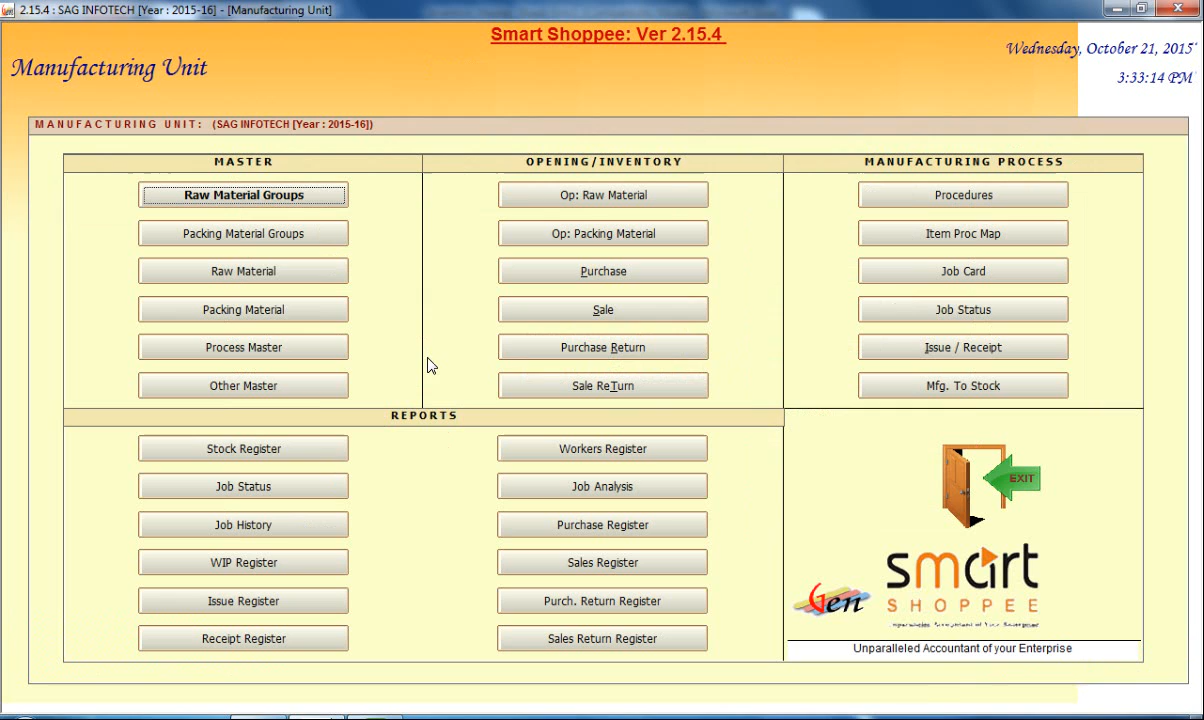 2.15.4 : SAG INFOTECH [Year : 2015-16] - [Manufacturing Unit]
Smart Shoppee: Ver 2.15.4
Wednesday, October 21, 2015
Manufacturing Unit
3:33:14 PM
MANUFACTURING UNIT: (SAG INFOTECH [Year : 2015-16])
MASTER
OPENING/INVENTORY
MANUFACTURING PROCESS
Raw Material Groups
Op: Raw Material
Procedures
Packing Material Groups
Op: Packing Material
Item Proc Map
Raw Material
Purchase
Job Card
Packing Material
Sale
Job Status
Process Master
Purchase Return
Issue / Receipt
Other Master
Sale ReTurn
Mfg. To Stock
REPORTS
Stock Register
Workers Register
Job Status
Job Analysis
EXIT
Job History
Purchase Register
WIP Register
Sales Register
smart
Issue Register
Purch. Return Register
Gen
SHOPPEE
Receipt Register
Sales Return Register
Unparalleled Accountant of your Enterprise